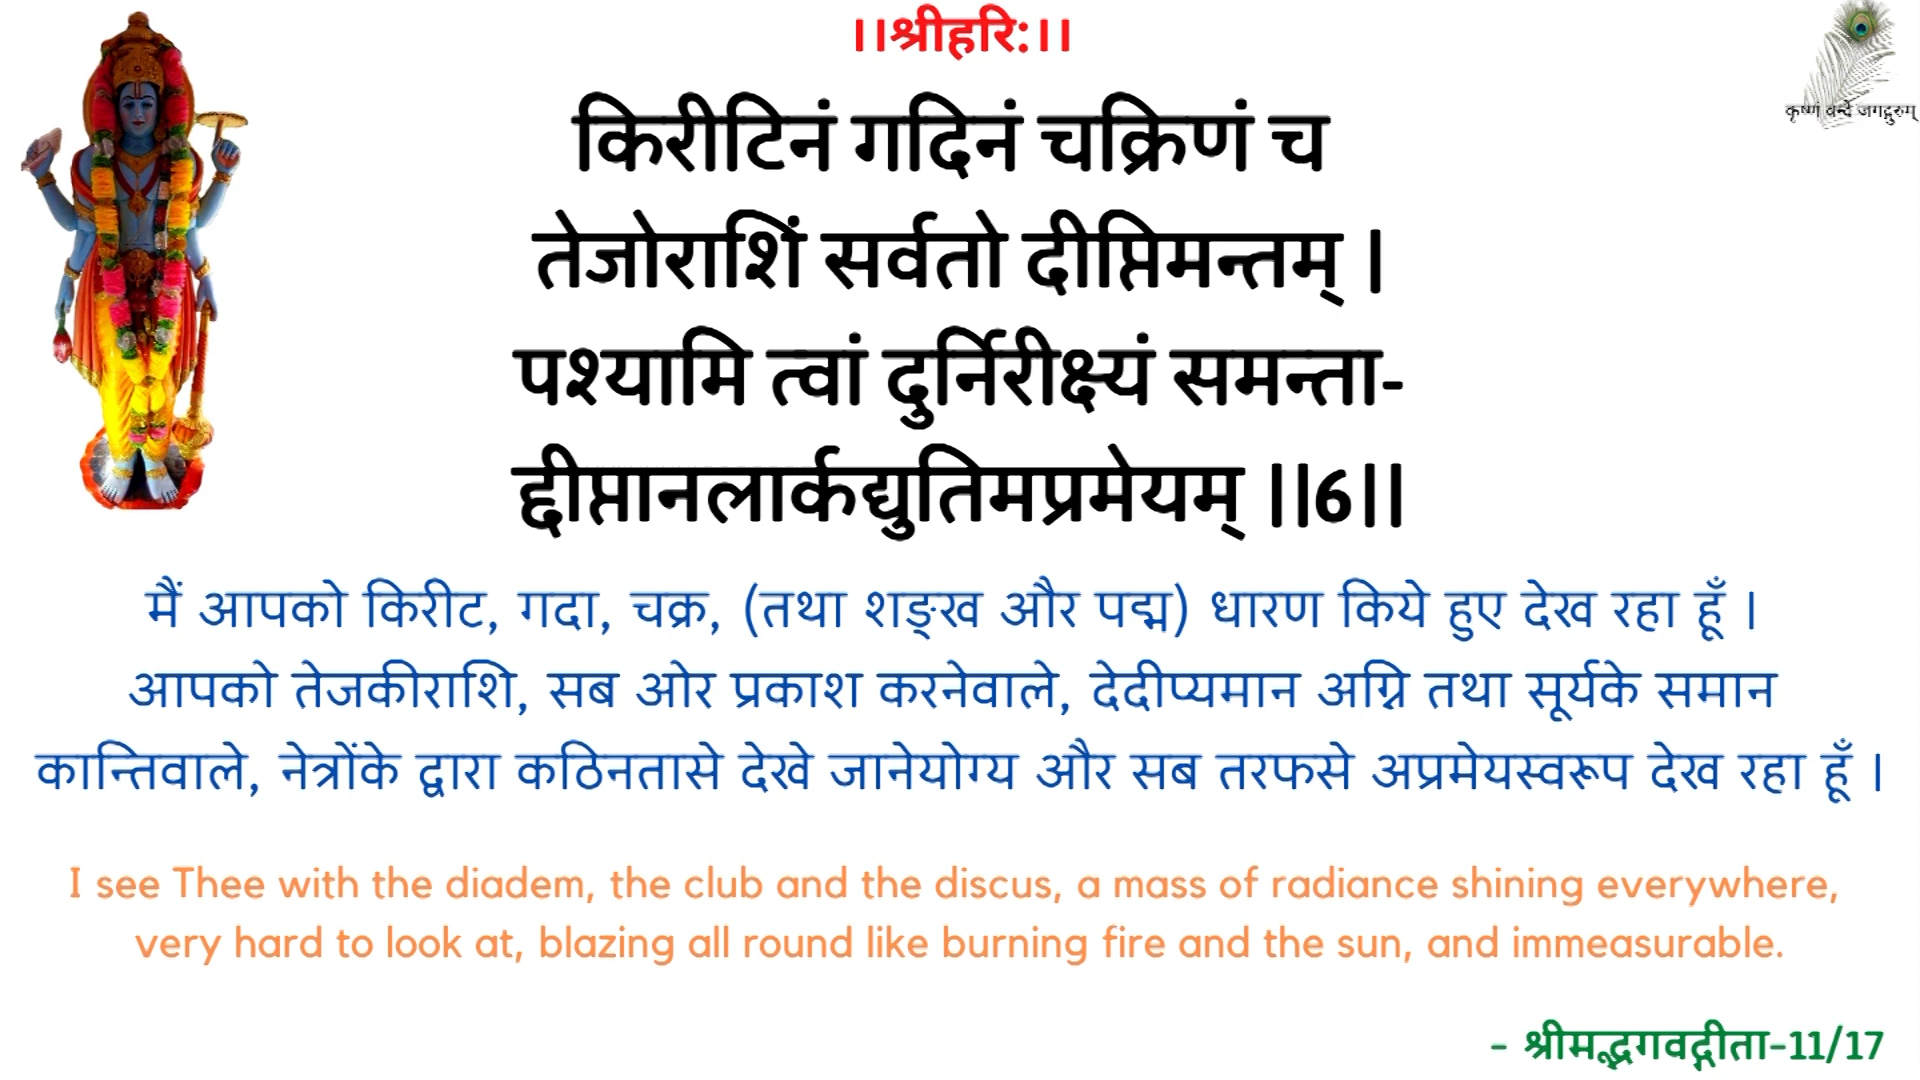 ।।श्रीहरि:।।
कृष्णं वन्दे जगद्गुरुम्
किरीटिनं गदिनं चक्रिणं च
तेजोराशिं सर्वतो दीप्तिमन्तम् |
पश्यामि त्वां दुर्निरीक्ष्यं समन्ता-
द्दीप्तानलार्कद्युतिमप्रमेयम् ||6||
मैं आपको किरीट, गदा, चक्र, (तथा शङ्ख और पद्म) धारण किये हुए देख रहा हूँ |
आपको तेजकीराशि, सब ओर प्रकाश करनेवाले, देदीप्यमान अग्नि तथा सूर्यके समान
कान्तिवाले, नेत्रोंके द्वारा कठिनतासे देखे जानेयोग्य और सब तरफसे अप्रमेयस्वरूप देख रहा हूँ |
I see Thee with the diadem, the club and the discus, a mass of radiance shining everywhere,
very hard to look at, blazing all round like burning fire and the sun, and immeasurable.
- श्रीमद्भगवद्गीता-11/17